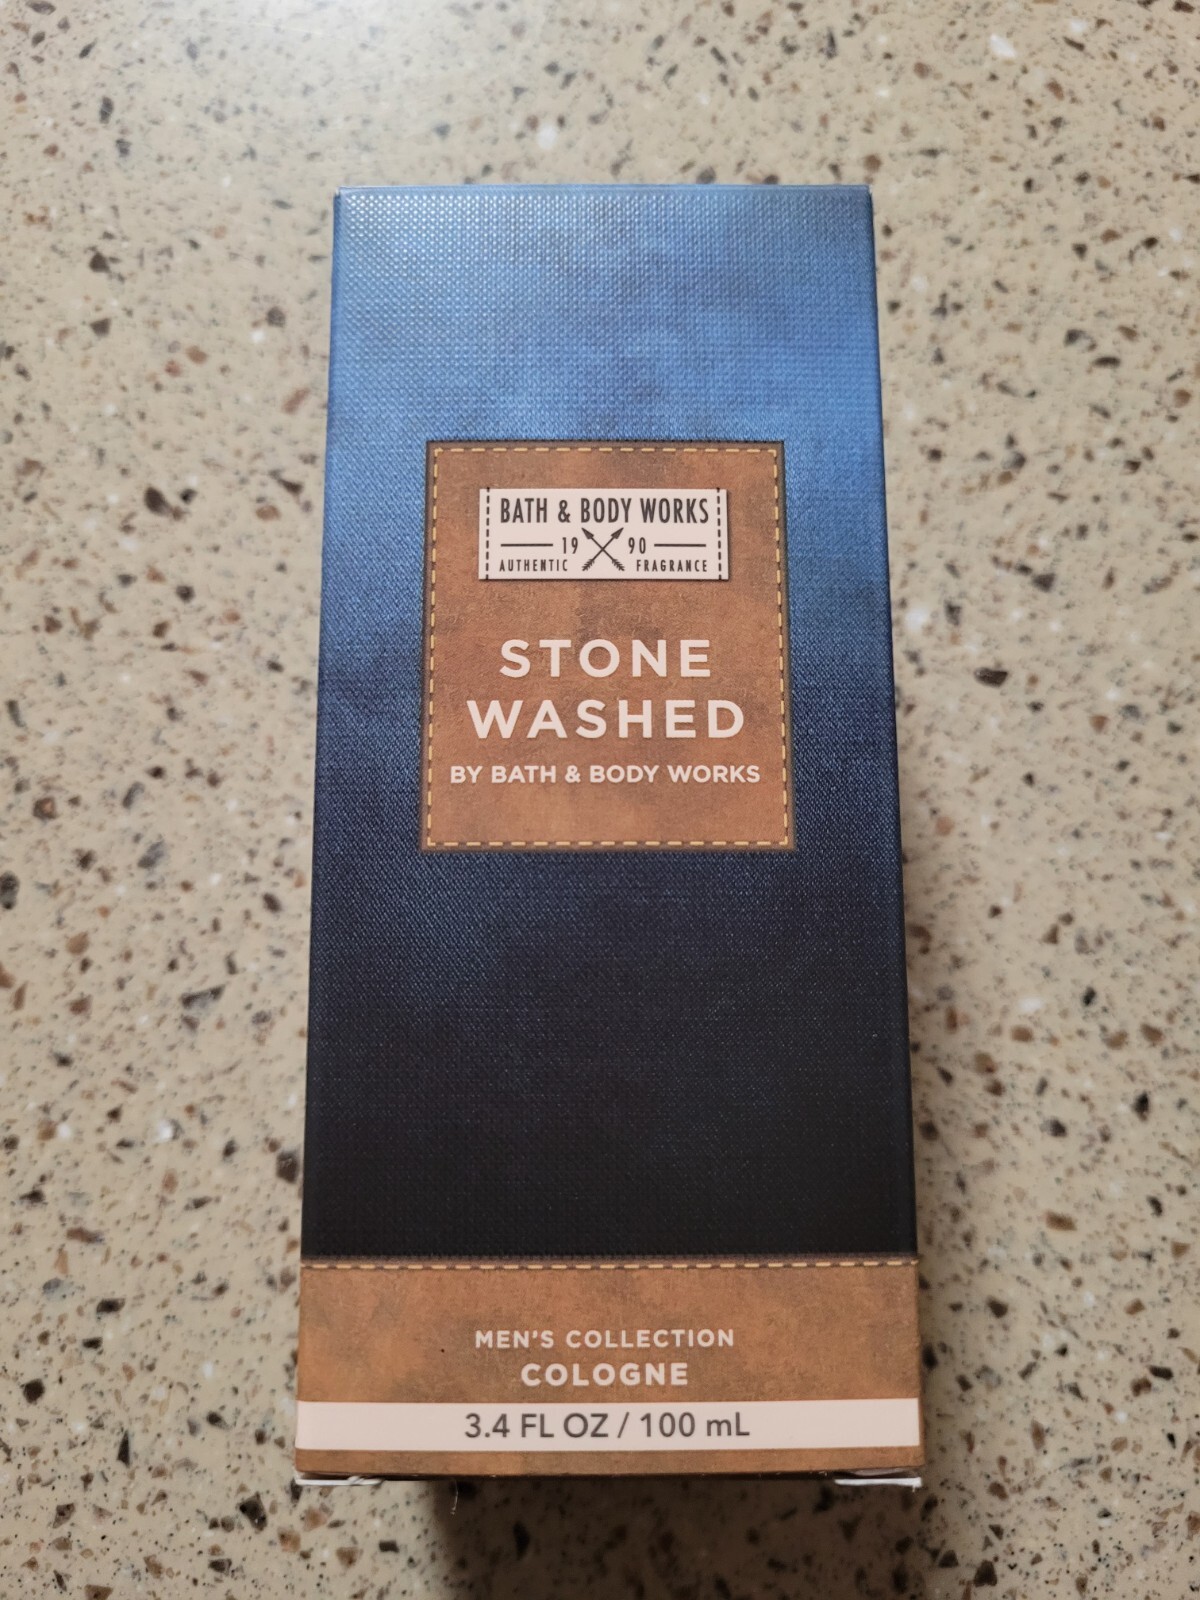 BATH & BODY WORKS
19 90
AUTHENTIC FRAGRANCE
STONE
WASHED
BY BATH & BODY WORKS
MEN'S COLLECTION
COLOGNE
3.4 FL OZ / 100 mL